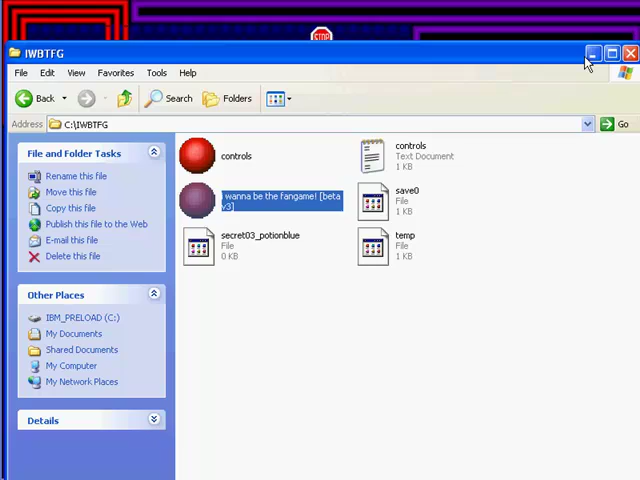 STOP
IWBTFG
File Edit View Favorites Tools Help
Back Search Folders
Address C:\IWBTFG Go
File and Folder Tasks
Rename this file
Move this file
Copy this file
Publish this file to the Web
E-mail this file
Delete this file
Other Places
IBM_PRELOAD (C:)
My Documents
Shared Documents
My Computer
My Network Places
Details
controls
controls
Text Document
1 KB
i wanna be the fangame! [beta
v3]
save0
File
1 KB
secret03_potionblue
File
0 KB
temp
File
1 KB